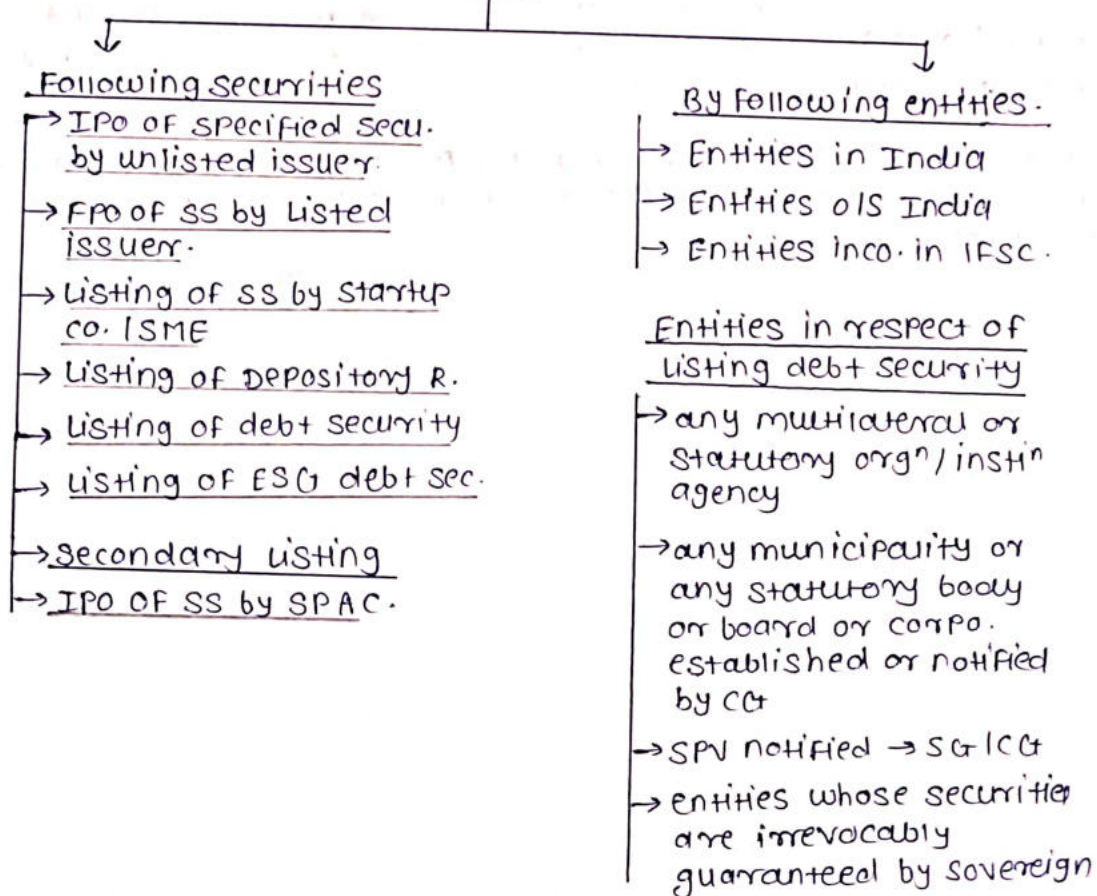 Following securities
→ IPO OF specified secu.
by unlisted issuer.
→ FPO OF SS by Listed
issuer.
→ Listing of SS by Startup
co. / SME
→ Listing of Depository R.
→ Listing of debt security
→ Listing of ESG debt sec.
→ Secondary Listing
→ IPO OF SS by SPAC.
By Following entities.
→ Entities in India
→ Entities o/s India
→ Entities inco. in IFSC.
Entities in respect of
Listing debt security
→ any multilateral or
Statutory orgⁿ / instiⁿ
agency
→ any municipality or
any statutory body
or board or corpo.
established or notified
by CG
→ SPV notified → SG / CG
→ entities whose securities
are irrevocably
guaranteed by sovereign